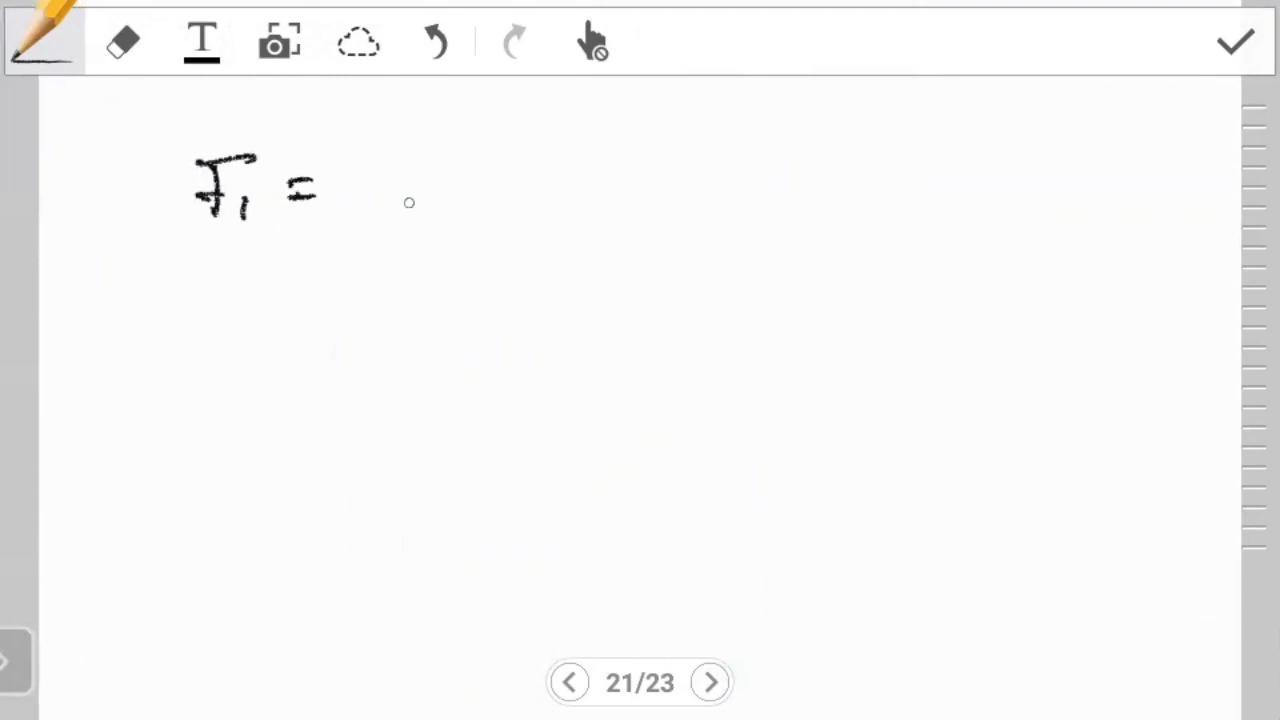 T
F₁ =
21/23